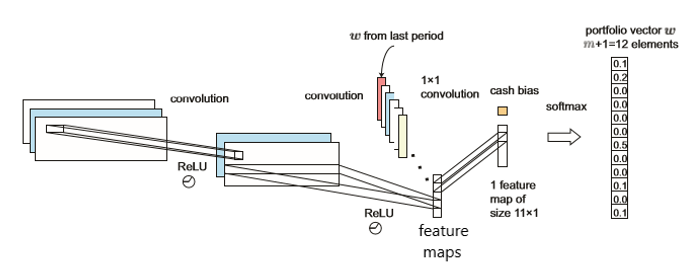 portfolio vector w
m+1=12 elements
w from last period
convolution
convolution
1×1
convolution
cash bias
softmax
ReLU
ReLU
feature
maps
1 feature
map of
size 11×1
0.1
0.2
0.0
0.0
0.0
0.0
0.5
0.0
0.0
0.1
0.0
0.1